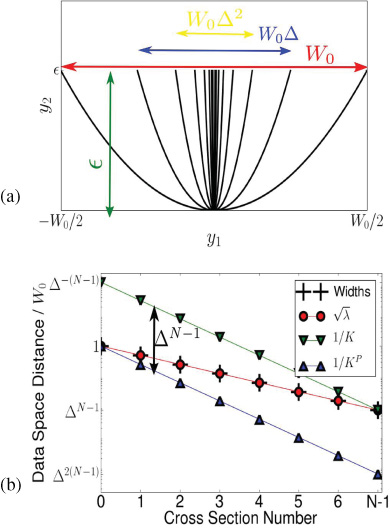 W₀Δ²
W₀Δ
W₀
ϵ
y₂
ϵ
(a)
−W₀/2
W₀/2
y₁
(b)
Data Space Distance / W₀
Δ^−(N−1)
1
Δ^N−1
Δ^2(N−1)
Δ^N−1
Widths
√λ
1/K
1/K^P
0 1 2 3 4 5 6 N-1
Cross Section Number